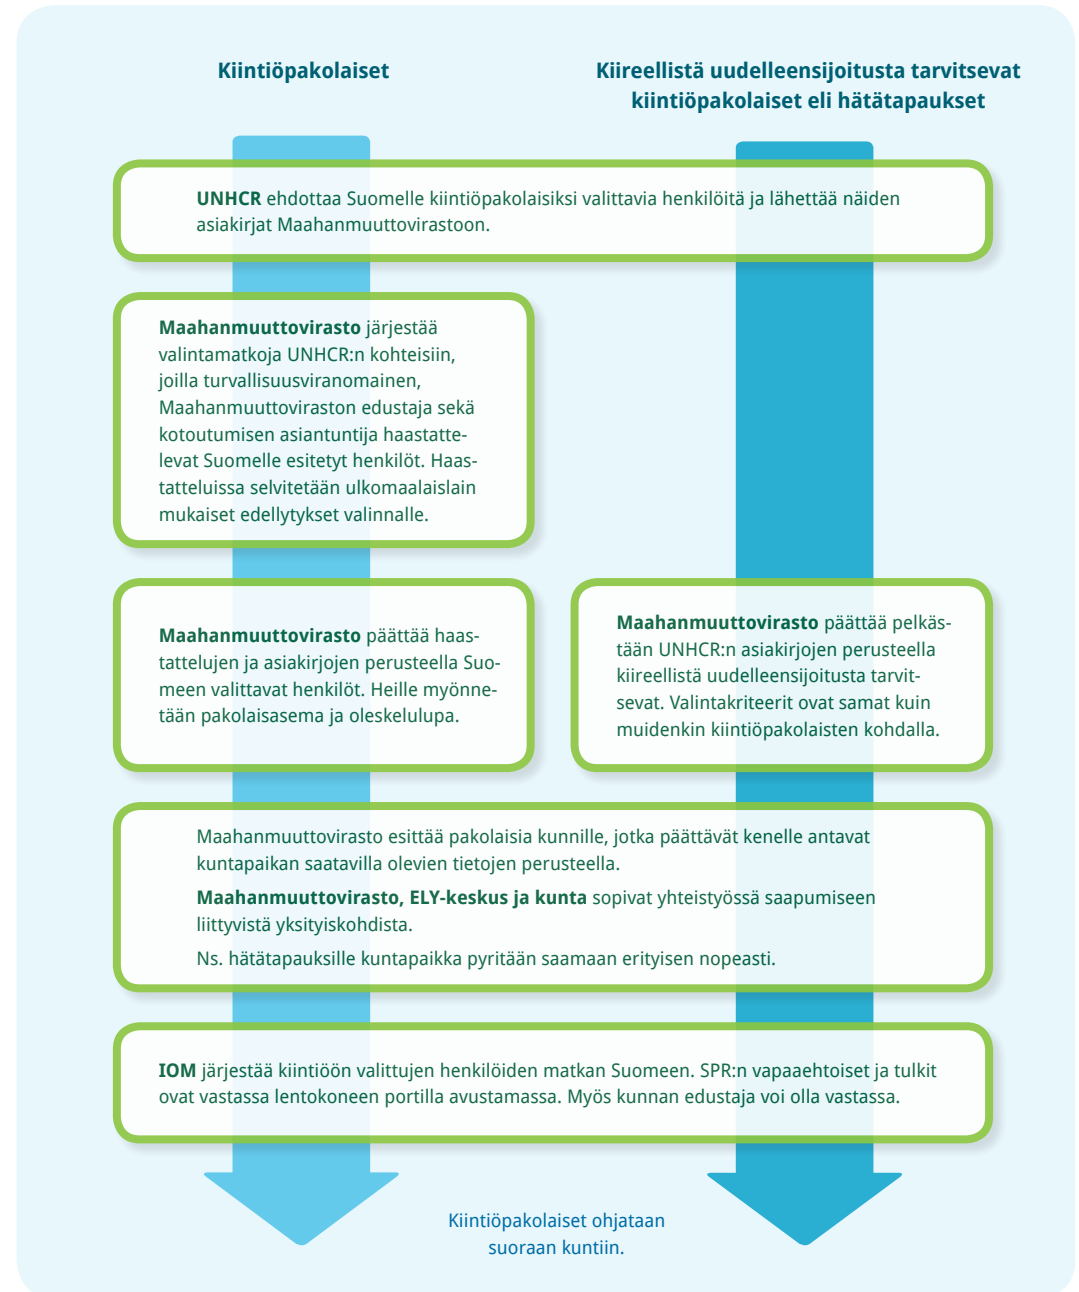 Kiintiöpakolaiset
Kiireellistä uudelleensijoitusta tarvitsevat
kiintiöpakolaiset eli hätätapaukset
UNHCR ehdottaa Suomelle kiintiöpakolaisiksi valittavia henkilöitä ja lähettää näiden
asiakirjat Maahanmuuttovirastoon.
Maahanmuuttovirasto järjestää
valintamatkoja UNHCR:n kohteisiin,
joilla turvallisuusviranomainen,
Maahanmuuttoviraston edustaja sekä
kotoutumisen asiantuntija haastatte-
levat Suomelle esitetyt henkilöt. Haas-
tatteluissa selvitetään ulkomaalaislain
mukaiset edellytykset valinnalle.
Maahanmuuttovirasto päättää haas-
tattelujen ja asiakirjojen perusteella Suo-
meen valittavat henkilöt. Heille myönne-
tään pakolaisasema ja oleskelulupa.
Maahanmuuttovirasto päättää pelkäs-
tään UNHCR:n asiakirjojen perusteella
kiireellistä uudelleensijoitusta tarvit-
sevat. Valintakriteerit ovat samat kuin
muidenkin kiintiöpakolaisten kohdalla.
Maahanmuuttovirasto esittää pakolaisia kunnille, jotka päättävät kenelle antavat
kuntapaikan saatavilla olevien tietojen perusteella.
Maahanmuuttovirasto, ELY-keskus ja kunta sopivat yhteistyössä saapumiseen
liittyvistä yksityiskohdista.
Ns. hätätapauksille kuntapaikka pyritään saamaan erityisen nopeasti.
IOM järjestää kiintiöön valittujen henkilöiden matkan Suomeen. SPR:n vapaaehtoiset ja tulkit
ovat vastassa lentokoneen portilla avustamassa. Myös kunnan edustaja voi olla vastassa.
Kiintiöpakolaiset ohjataan
suoraan kuntiin.